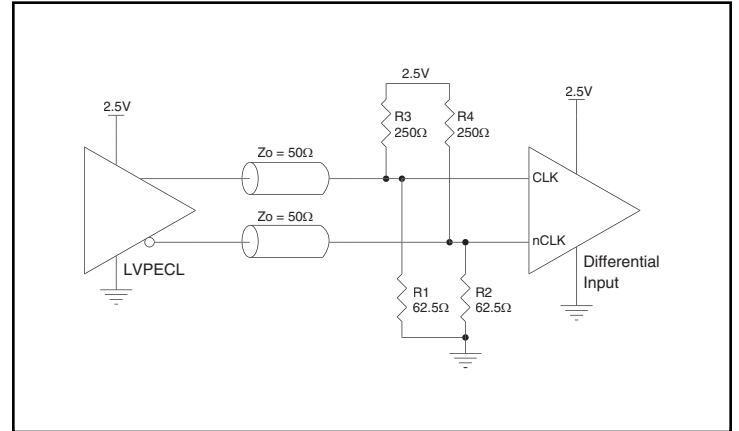 2.5V
2.5V
2.5V
R3
250Ω
R4
250Ω
Zo = 50Ω
CLK
Zo = 50Ω
nCLK
LVPECL
Differential
Input
R1
62.5Ω
R2
62.5Ω